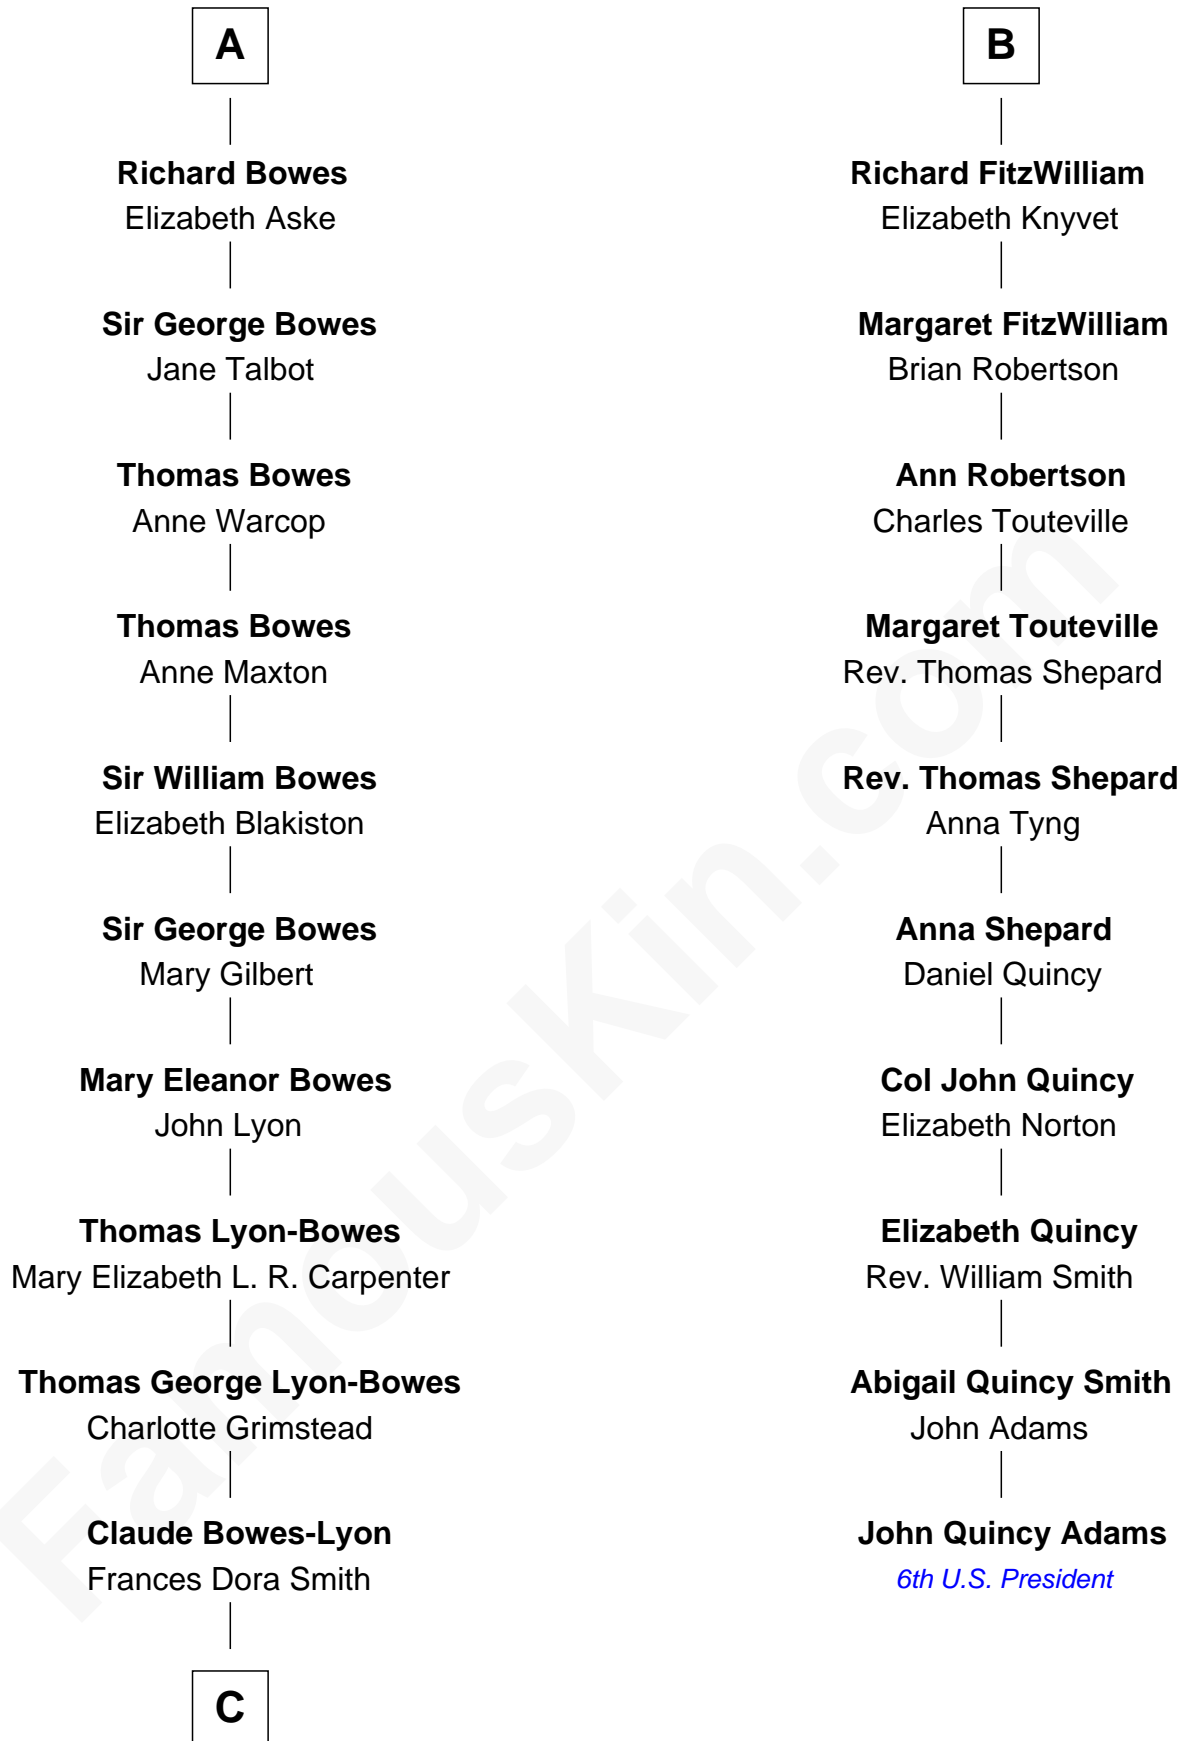 A
Richard Bowes
Elizabeth Aske
Sir George Bowes
Jane Talbot
Thomas Bowes
Anne Warcop
Thomas Bowes
Anne Maxton
Sir William Bowes
Elizabeth Blakiston
Sir George Bowes
Mary Gilbert
Mary Eleanor Bowes
John Lyon
Thomas Lyon-Bowes
Mary Elizabeth L. R. Carpenter
Thomas George Lyon-Bowes
Charlotte Grimstead
Claude Bowes-Lyon
Frances Dora Smith
C
B
Richard FitzWilliam
Elizabeth Knyvet
Margaret FitzWilliam
Brian Robertson
Ann Robertson
Charles Touteville
Margaret Touteville
Rev. Thomas Shepard
Rev. Thomas Shepard
Anna Tyng
Anna Shepard
Daniel Quincy
Col John Quincy
Elizabeth Norton
Elizabeth Quincy
Rev. William Smith
Abigail Quincy Smith
John Adams
John Quincy Adams
6th U.S. President
FamousKin.com